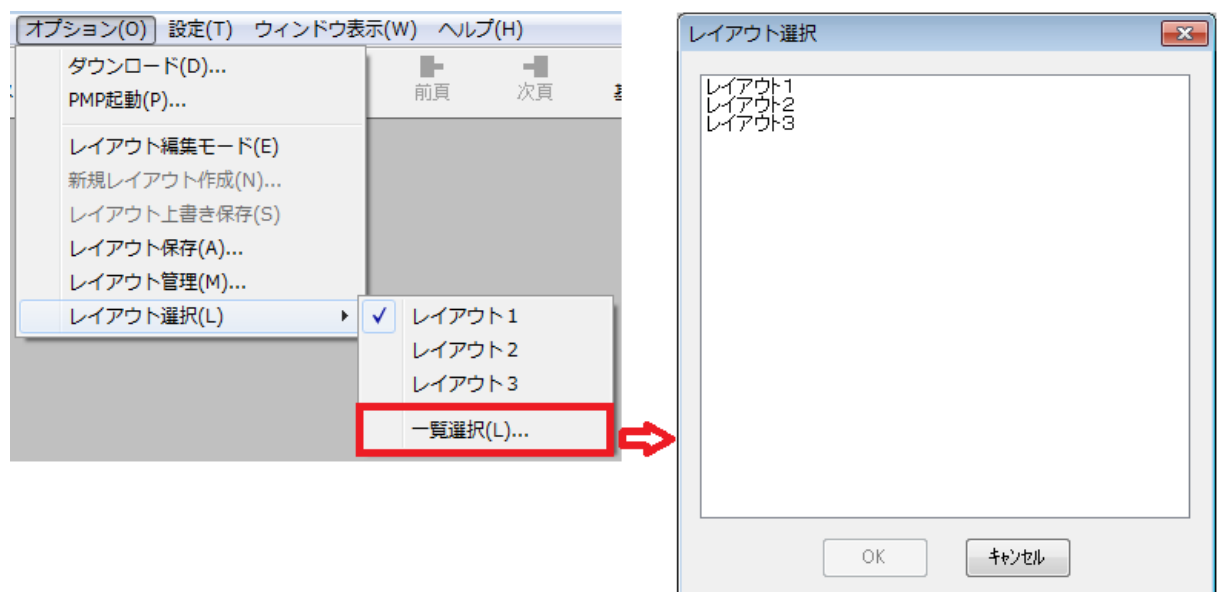 オプション(O) 設定(T) ウィンドウ表示(W) ヘルプ(H)
ダウンロード(D)...
PMP起動(P)...
前頁 次頁
レイアウト編集モード(E)
新規レイアウト作成(N)...
レイアウト上書き保存(S)
レイアウト保存(A)...
レイアウト管理(M)...
レイアウト選択(L)
レイアウト1
レイアウト2
レイアウト3
一覧選択(L)...
レイアウト選択
レイアウト1
レイアウト2
レイアウト3
OK キャンセル